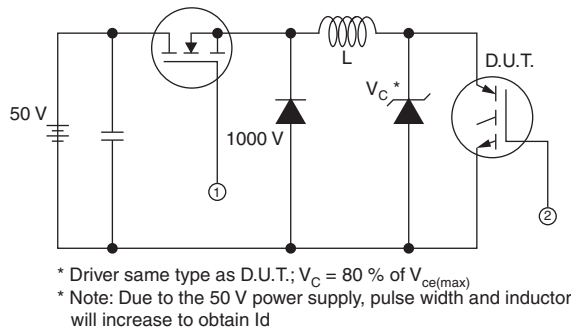 L
D.U.T.
V_C *
50 V
1000 V
①
②
* Driver same type as D.U.T.; V_C = 80 % of V_ce(max)
* Note: Due to the 50 V power supply, pulse width and inductor
will increase to obtain Id